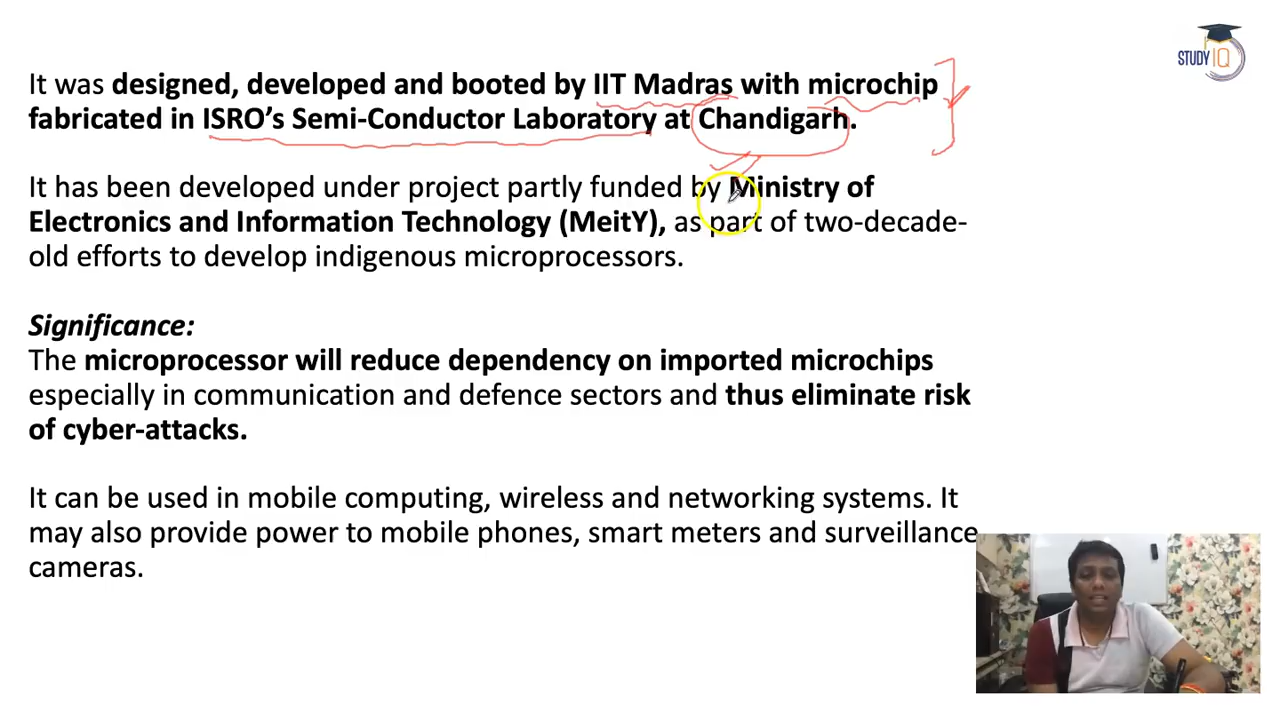 STUDY IQ
It was designed, developed and booted by IIT Madras with microchip
fabricated in ISRO’s Semi-Conductor Laboratory at Chandigarh.
It has been developed under project partly funded by Ministry of
Electronics and Information Technology (MeitY), as part of two-decade-
old efforts to develop indigenous microprocessors.
Significance:
The microprocessor will reduce dependency on imported microchips
especially in communication and defence sectors and thus eliminate risk
of cyber-attacks.
It can be used in mobile computing, wireless and networking systems. It
may also provide power to mobile phones, smart meters and surveillance
cameras.